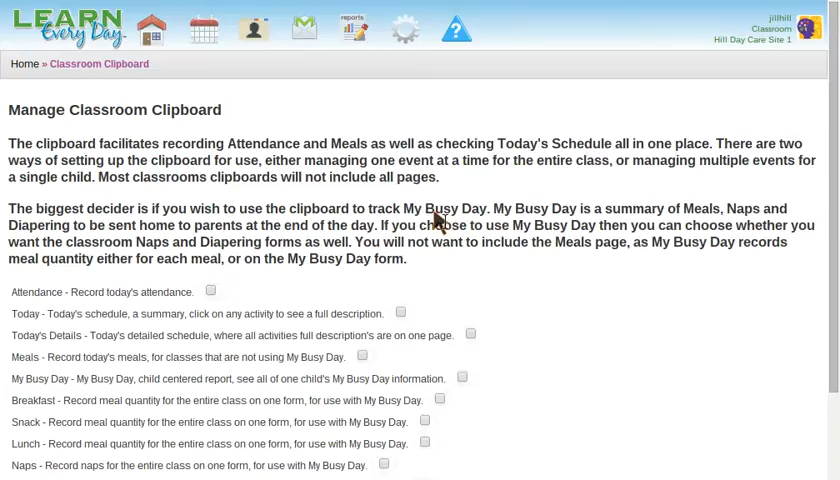 LEARN
Every Day
reports
?
jillhill
Classroom
Hill Day Care Site 1
Home » Classroom Clipboard
Manage Classroom Clipboard
The clipboard facilitates recording Attendance and Meals as well as checking Today's Schedule all in one place. There are two
ways of setting up the clipboard for use, either managing one event at a time for the entire class, or managing multiple events for
a single child. Most classrooms clipboards will not include all pages.
The biggest decider is if you wish to use the clipboard to track My Busy Day. My Busy Day is a summary of Meals, Naps and
Diapering to be sent home to parents at the end of the day. If you choose to use My Busy Day then you can choose whether you
want the classroom Naps and Diapering forms as well. You will not want to include the Meals page, as My Busy Day records
meal quantity either for each meal, or on the My Busy Day form.
Attendance - Record today's attendance.
Today - Today's schedule, a summary, click on any activity to see a full description.
Today's Details - Today's detailed schedule, where all activities full description's are on one page.
Meals - Record today's meals, for classes that are not using My Busy Day.
My Busy Day - My Busy Day, child centered report, see all of one child's My Busy Day information.
Breakfast - Record meal quantity for the entire class on one form, for use with My Busy Day.
Snack - Record meal quantity for the entire class on one form, for use with My Busy Day.
Lunch - Record meal quantity for the entire class on one form, for use with My Busy Day.
Naps - Record naps for the entire class on one form, for use with My Busy Day.